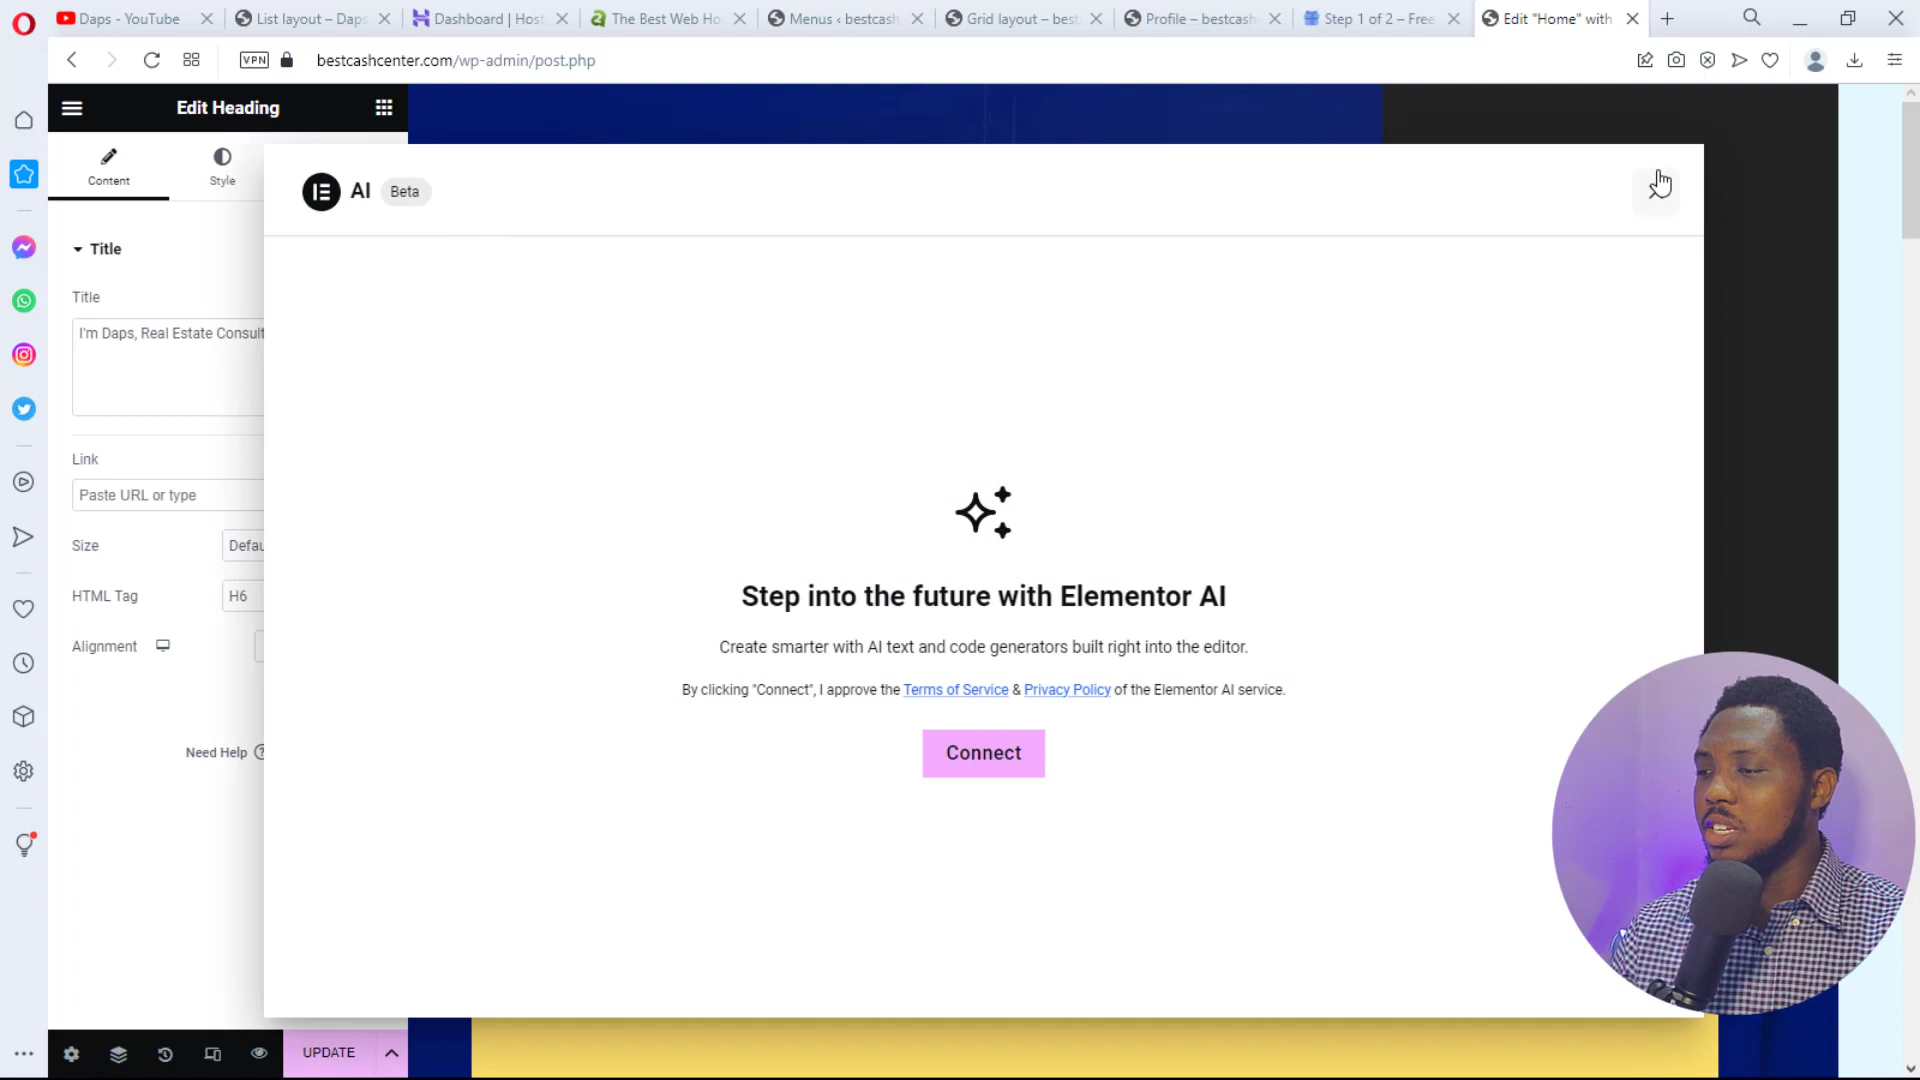 Daps - YouTube
List layout – Daps
Dashboard | Host
The Best Web Ho
Menus ‹ bestcash
Grid layout – best
Profile – bestcash
Step 1 of 2 – Free
Edit "Home" with
VPN
bestcashcenter.com/wp-admin/post.php
Edit Heading
Content
Style
Title
Title
I'm Daps, Real Estate Consult
Link
Paste URL or type
Size
Defau
HTML Tag
H6
Alignment
Need Help
UPDATE
AI
Beta
Step into the future with Elementor AI
Create smarter with AI text and code generators built right into the editor.
By clicking "Connect", I approve the Terms of Service & Privacy Policy of the Elementor AI service.
Connect